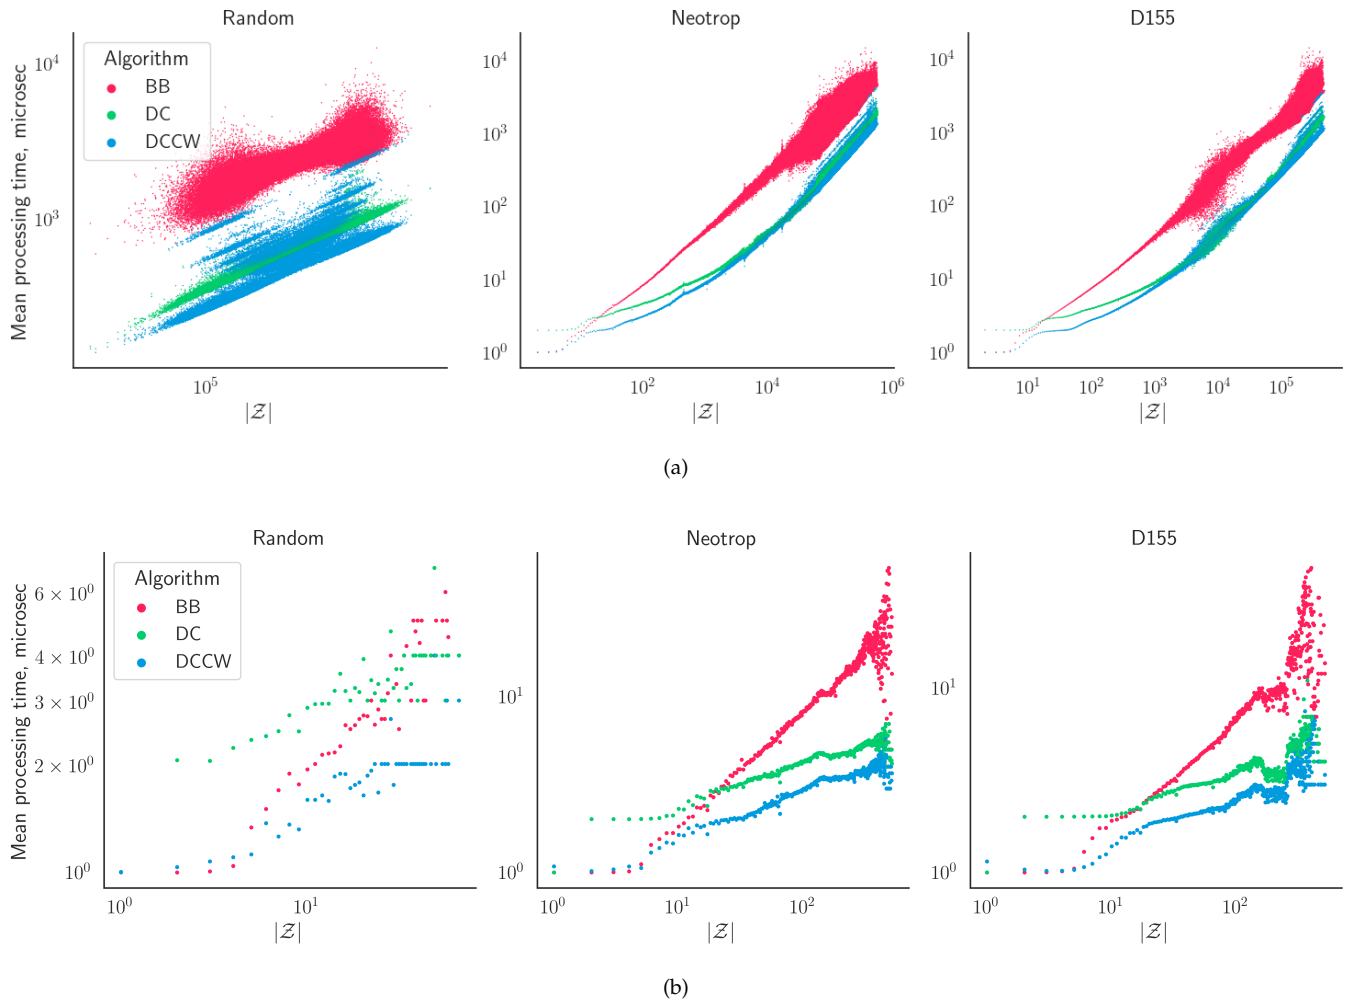 Random
Neotrop
D155
Mean processing time, microsec
Algorithm
BB
DC
DCCW
10^4
10^3
10^5
|𝒵|
10^4
10^3
10^2
10^1
10^0
10^2
10^4
10^6
|𝒵|
10^4
10^3
10^2
10^1
10^0
10^1
10^2
10^3
10^4
10^5
|𝒵|
(a)
Random
Neotrop
D155
Mean processing time, microsec
Algorithm
BB
DC
DCCW
6 × 10^0
4 × 10^0
3 × 10^0
2 × 10^0
10^0
10^0
10^1
|𝒵|
10^1
10^0
10^0
10^1
10^2
|𝒵|
10^1
10^0
10^0
10^1
10^2
|𝒵|
(b)